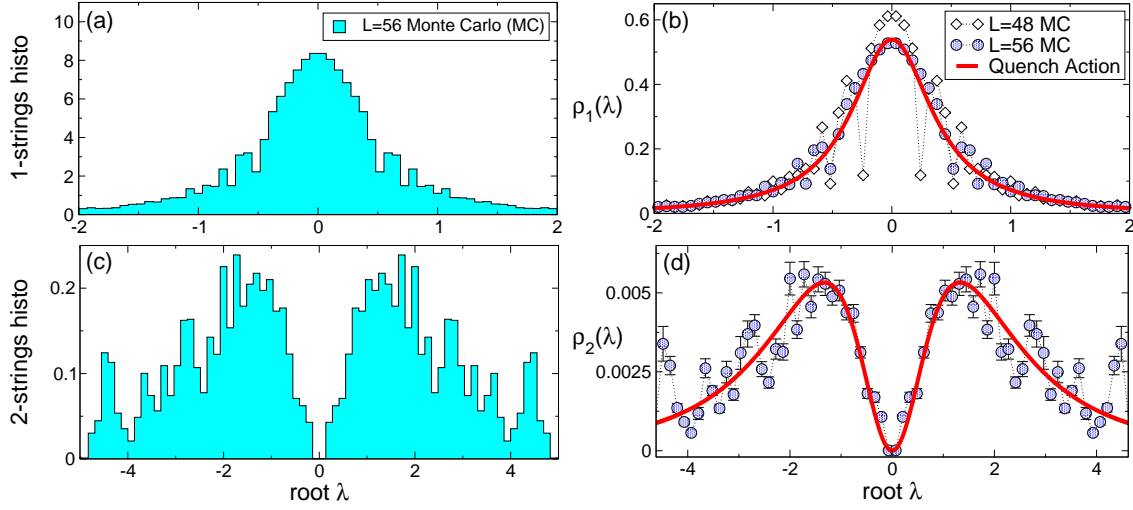 (a)
L=56 Monte Carlo (MC)
1-strings histo
10
8
6
4
2
0
-2
-1
0
1
2
(b)
L=48 MC
L=56 MC
Quench Action
ρ₁(λ)
0.6
0.4
0.2
0
-2
-1
0
1
2
(c)
2-strings histo
0.2
0.1
0
-4
-2
0
2
4
root λ
(d)
ρ₂(λ)
0.005
0.0025
0
-4
-2
0
2
4
root λ